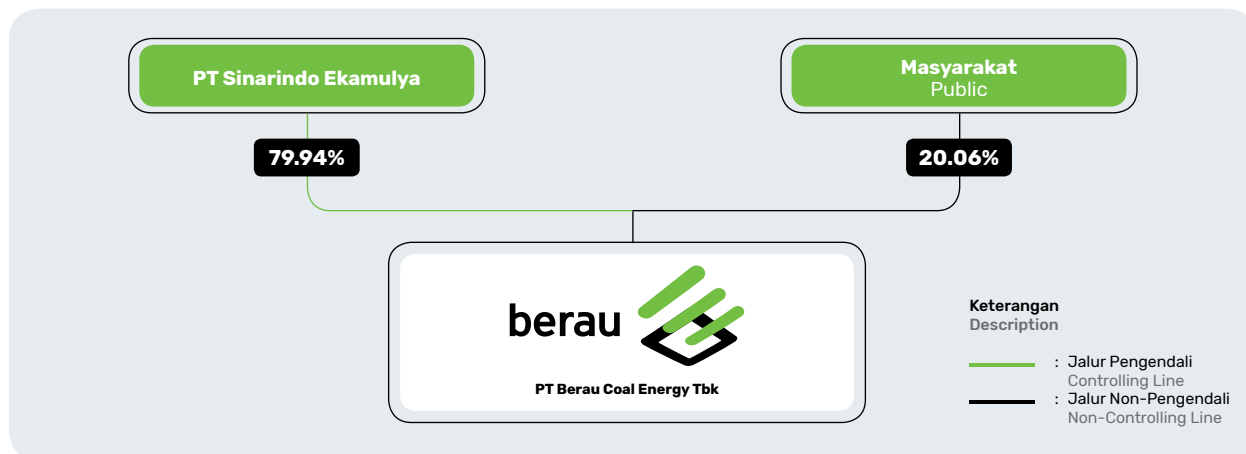 PT Sinarindo Ekamulya
Masyarakat
Public
79.94%
20.06%
berau
PT Berau Coal Energy Tbk
Keterangan
Description
: Jalur Pengendali
Controlling Line
: Jalur Non-Pengendali
Non-Controlling Line